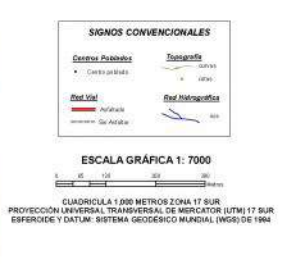 SIGNOS CONVENCIONALES
Centros Poblados
Topografía
Centro poblado
curvas
cotas
Red Vial
Red Hidrográfica
Asfaltada
Sin Asfaltar
ESCALA GRÁFICA 1: 7000
0
Metros
CUADRICULA 1,000 METROS ZONA 17 SUR
PROYECCIÓN UNIVERSAL TRANSVERSAL DE MERCATOR (UTM) 17 SUR
ESFEROIDE Y DATUM: SISTEMA GEODÉSICO MUNDIAL (WGS) DE 1984